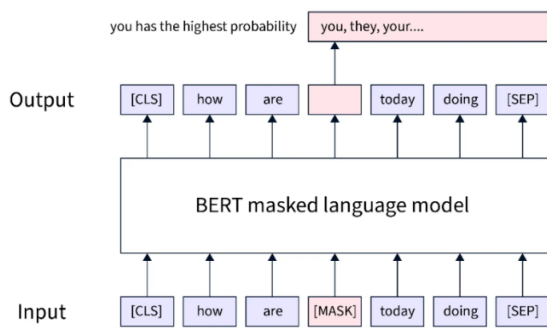 you has the highest probability you, they, your....
Output [CLS] how are today doing [SEP]
BERT masked language model
Input [CLS] how are [MASK] today doing [SEP]